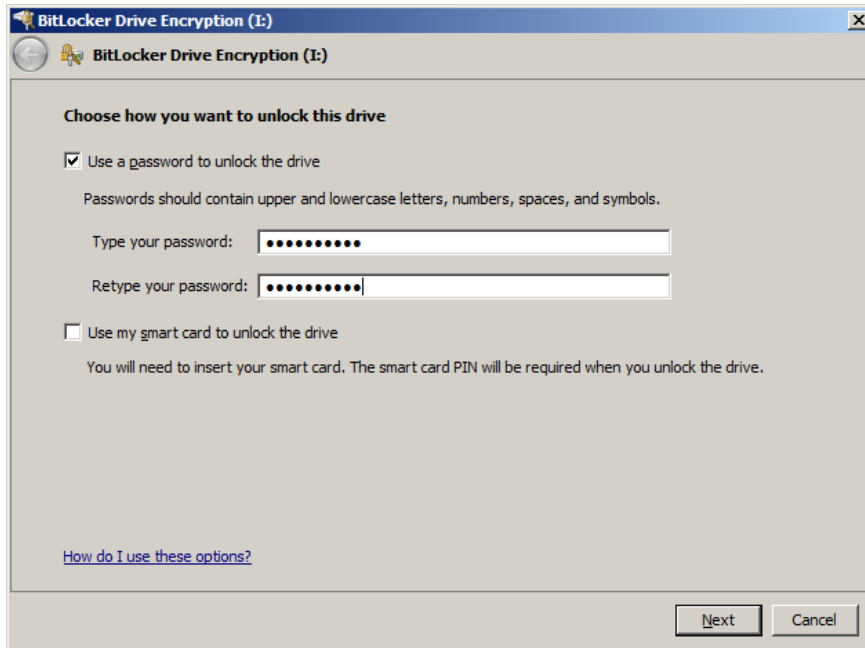 BitLocker Drive Encryption (I:)
BitLocker Drive Encryption (I:)
Choose how you want to unlock this drive
Use a password to unlock the drive
Passwords should contain upper and lowercase letters, numbers, spaces, and symbols.
Type your password: ●●●●●●●●●●
Retype your password: ●●●●●●●●●●
Use my smart card to unlock the drive
You will need to insert your smart card. The smart card PIN will be required when you unlock the drive.
How do I use these options?
Next Cancel